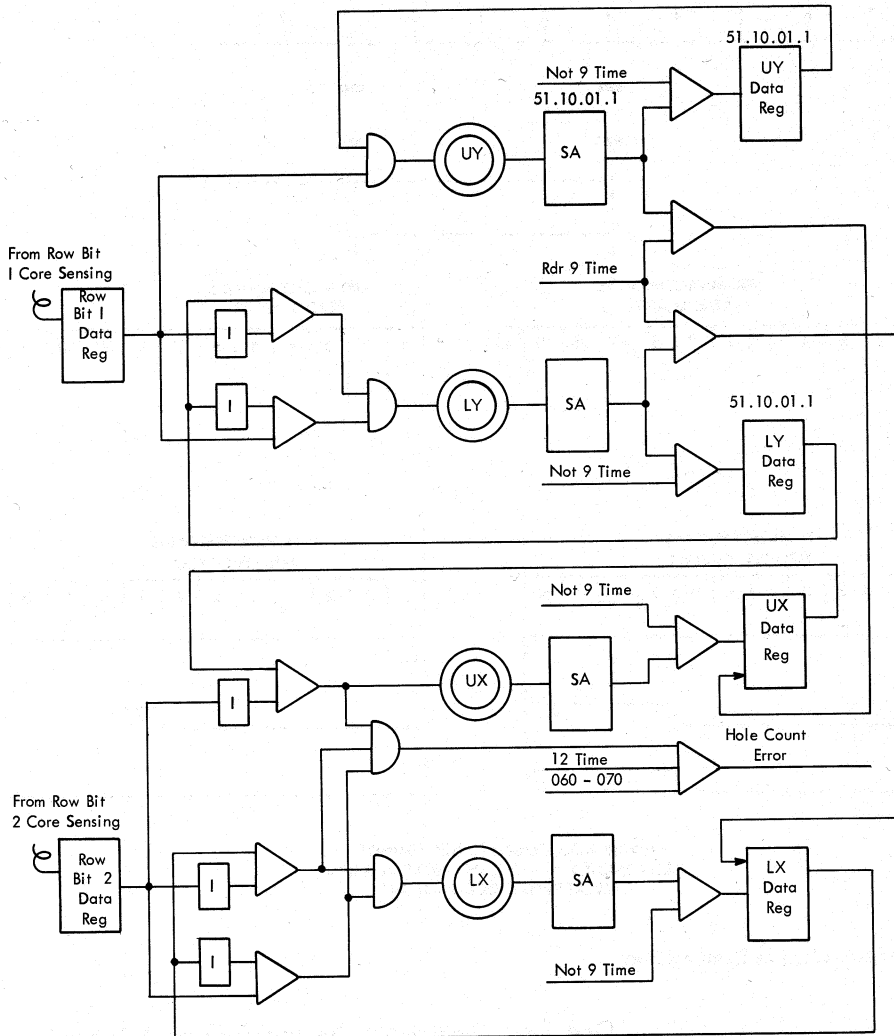 51.10.01.1
UY
Data
Reg
Not 9 Time
51.10.01.1
UY
SA
From Row Bit
1 Core Sensing
Row
Bit 1
Data
Reg
Rdr 9 Time
I
I
LY
SA
51.10.01.1
LY
Data
Reg
Not 9 Time
Not 9 Time
UX
Data
Reg
I
UX
SA
Hole Count
Error
12 Time
060 - 070
From Row Bit
2 Core Sensing
Row
Bit 2
Data
Reg
I
I
LX
SA
LX
Data
Reg
Not 9 Time